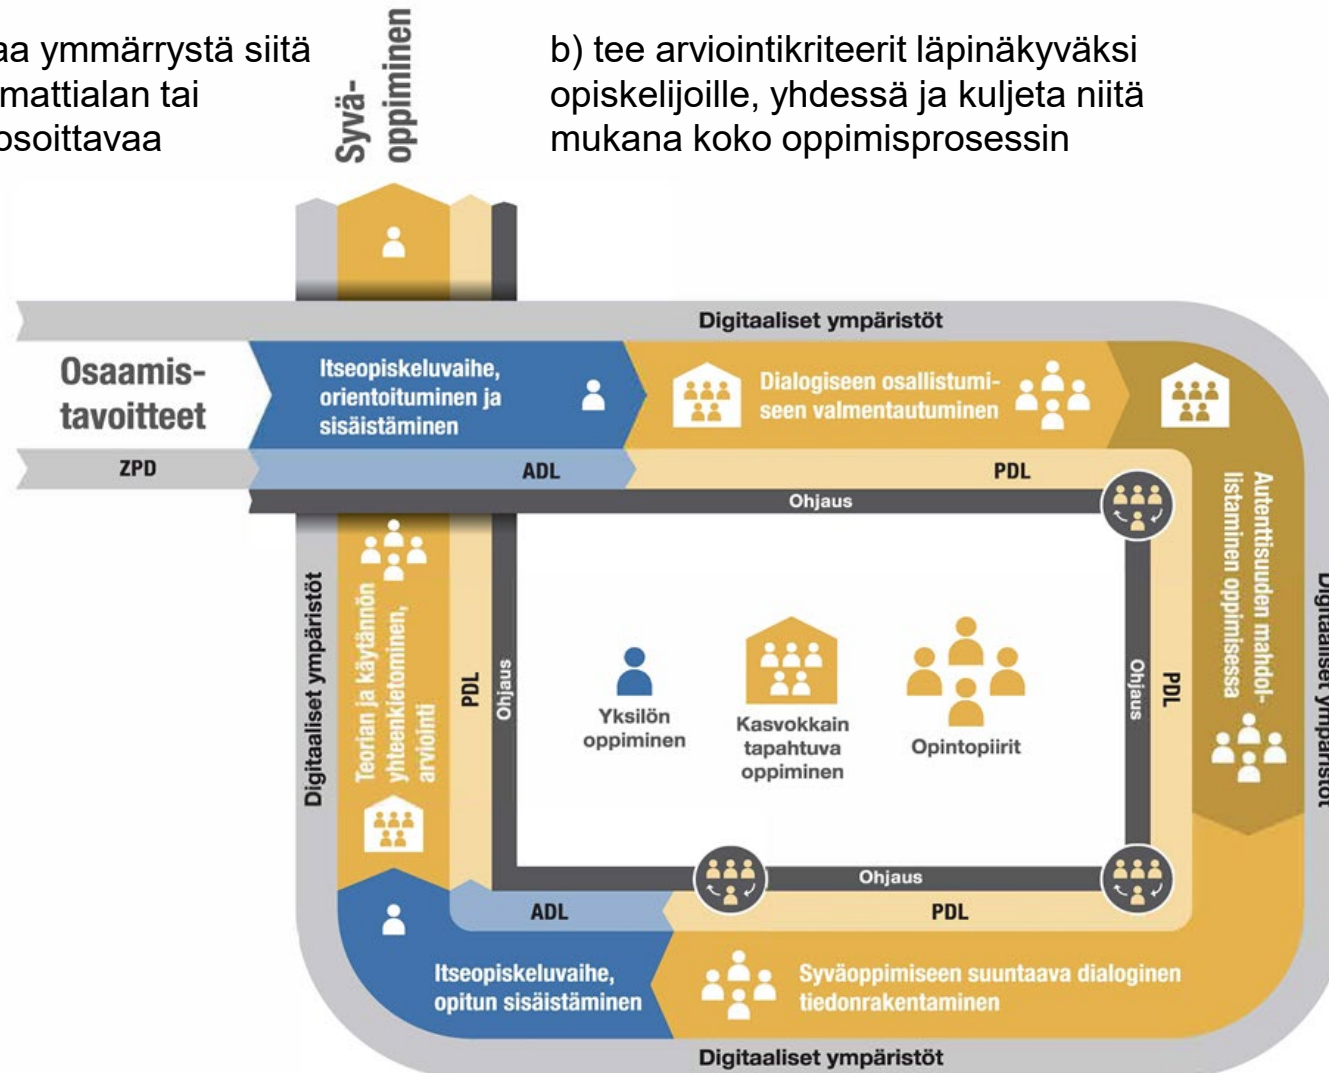 aa ymmärrystä siitä
mattialan tai
osoittavaa
Syvä-
oppiminen
b) tee arviointikriteerit läpinäkyväksi
opiskelijoille, yhdessä ja kuljeta niitä
mukana koko oppimisprosessin
Digitaaliset ympäristöt
Osaamis-
tavoitteet
Itseopiskeluvaihe,
orientoituminen ja
sisäistäminen
Dialogiseen osallistumi-
seen valmentautuminen
ZPD
ADL
PDL
Ohjaus
Autenttisuuden mahdol-
listaminen oppimisessa
Digitaaliset ympäristöt
PDL
Ohjaus
Digitaaliset ympäristöt
Teorian ja käytännön
yhteenkietominen,
arviointi
PDL
Ohjaus
Yksilön
oppiminen
Kasvokkain
tapahtuva
oppiminen
Opintopiirit
Ohjaus
ADL
PDL
Itseopiskeluvaihe,
opitun sisäistäminen
Syväoppimiseen suuntaava dialoginen
tiedonrakentaminen
Digitaaliset ympäristöt